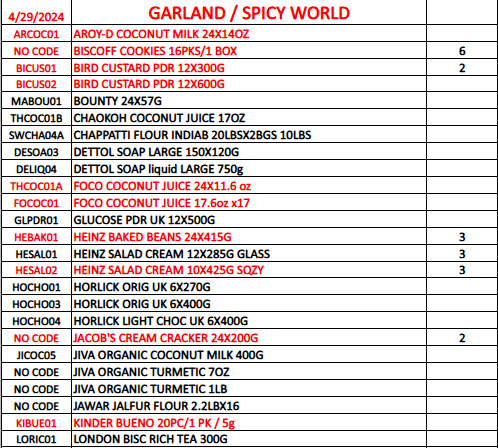 4/29/2024 GARLAND / SPICY WORLD
ARCOC01 AROY-D COCONUT MILK 24X14OZ
NO CODE BISCOFF COOKIES 16PKS/1 BOX 6
BICUS01 BIRD CUSTARD PDR 12X300G 2
BICUS02 BIRD CUSTARD PDR 12X600G
MABOU01 BOUNTY 24X57G
THCOC01B CHAOKOH COCONUT JUICE 17OZ
SWCHA04A CHAPPATTI FLOUR INDIAB 20LBSX2BGS 10LBS
DESOA03 DETTOL SOAP LARGE 150X120G
DELIQ04 DETTOL SOAP liquid LARGE 750g
THCOC01A FOCO COCONUT JUICE 24X11.6 oz
FOCOC01 FOCO COCONUT JUICE 17.6oz x17
GLPDR01 GLUCOSE PDR UK 12X500G
HEBAK01 HEINZ BAKED BEANS 24X415G 3
HESAL01 HEINZ SALAD CREAM 12X285G GLASS 3
HESAL02 HEINZ SALAD CREAM 10X425G SQZY 3
HOCHO01 HORLICK ORIG UK 6X270G
HOCHO03 HORLICK ORIG UK 6X400G
HOCHO04 HORLICK LIGHT CHOC UK 6X400G
NO CODE JACOB'S CREAM CRACKER 24X200G 2
JICOC05 JIVA ORGANIC COCONUT MILK 400G
NO CODE JIVA ORGANIC TURMETIC 7OZ
NO CODE JIVA ORGANIC TURMETIC 1LB
NO CODE JAWAR JALFUR FLOUR 2.2LBX16
KIBUE01 KINDER BUENO 20PC/1 PK / 5g
LORIC01 LONDON BISC RICH TEA 300G